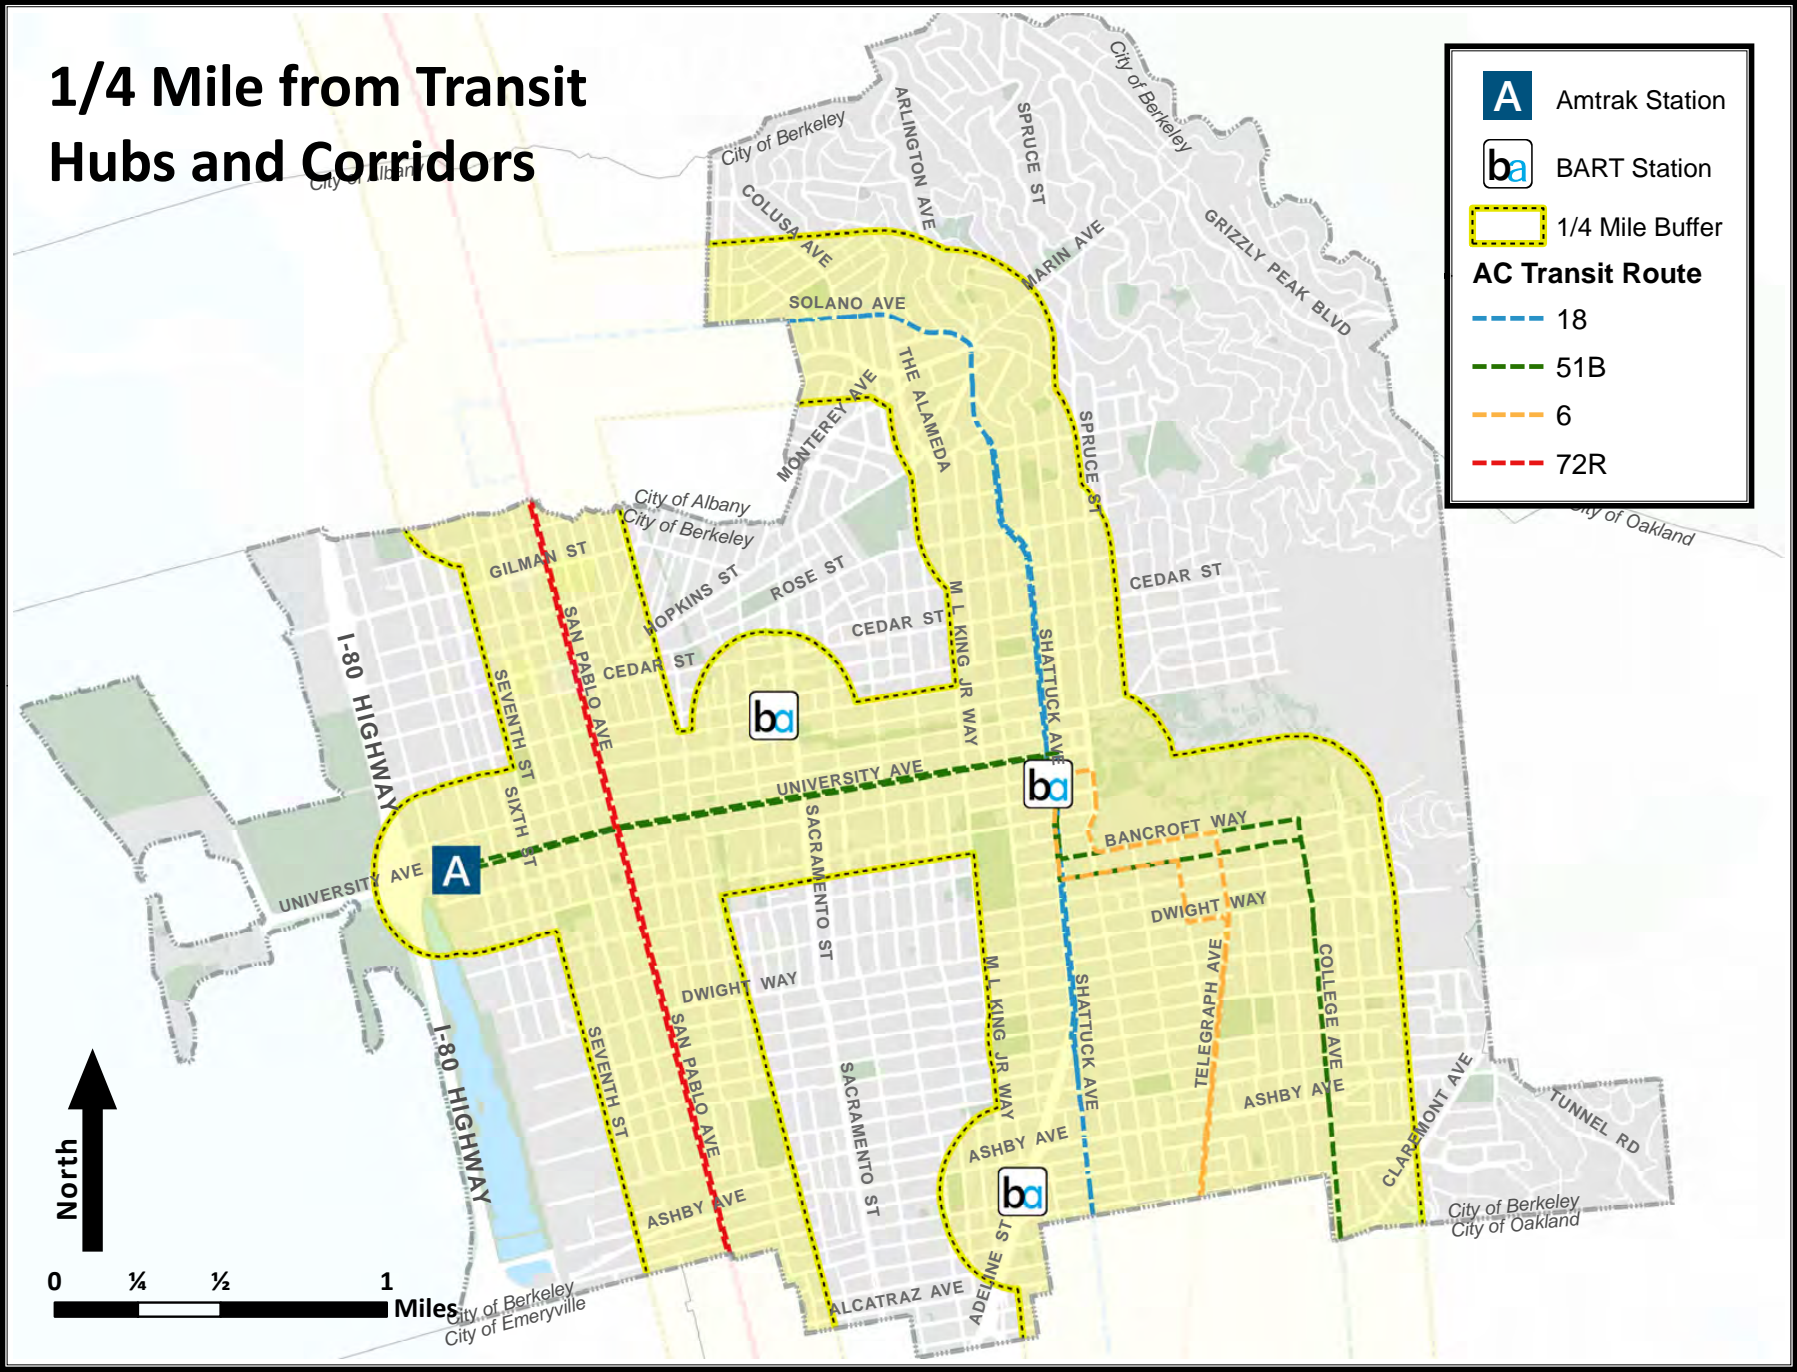 1/4 Mile from Transit
Hubs and Corridors
City of Albany
City of Berkeley
City of Berkeley
A Amtrak Station
ba BART Station
1/4 Mile Buffer
AC Transit Route
18
51B
6
72R
City of Oakland
ARLINGTON AVE
SPRUCE ST
COLUSA AVE
MARIN AVE
GRIZZLY PEAK BLVD
SOLANO AVE
THE ALAMEDA
MONTEREY AVE
SPRUCE ST
City of Albany
City of Berkeley
GILMAN ST
HOPKINS ST
ROSE ST
CEDAR ST
CEDAR ST
CEDAR ST
M L KING JR WAY
SHATTUCK AVE
SAN PABLO AVE
SEVENTH ST
I-80 HIGHWAY
ba
UNIVERSITY AVE
ba
SIXTH ST
SACRAMENTO ST
BANCROFT WAY
A
UNIVERSITY AVE
DWIGHT WAY
DWIGHT WAY
TELEGRAPH AVE
COLLEGE AVE
M L KING JR WAY
SHATTUCK AVE
SAN PABLO AVE
SEVENTH ST
I-80 HIGHWAY
SACRAMENTO ST
ASHBY AVE
ASHBY AVE
CLAREMONT AVE
TUNNEL RD
ba
ASHBY AVE
ADELINE ST
ALCATRAZ AVE
City of Berkeley
City of Oakland
City of Berkeley
City of Emeryville
North
0 ¼ ½ 1
Miles